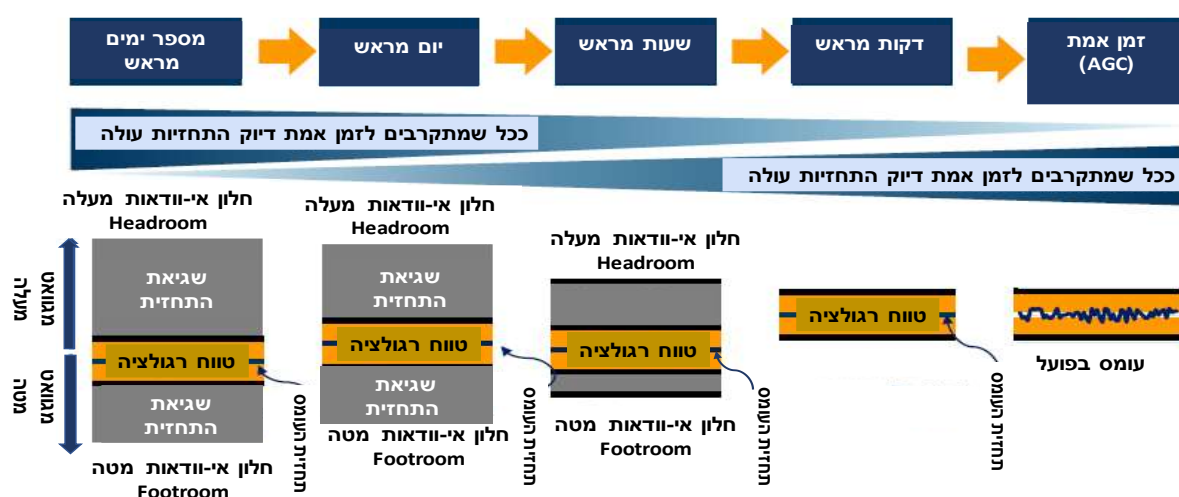 מספר ימים
מראש
יום מראש
שעות מראש
דקות מראש
זמן אמת
(AGC)
ככל שמתקרבים לזמן אמת דיוק התחזיות עולה
ככל שמתקרבים לזמן אמת דיוק התחזיות עולה
חלון אי-וודאות מעלה
Headroom
חלון אי-וודאות מעלה
Headroom
חלון אי-וודאות מעלה
Headroom
מגוואט
מעלה
מגוואט
מטה
שגיאת
התחזית
טווח רגולציה
שגיאת
התחזית
תחזית העומס
חלון אי-וודאות מטה
Footroom
שגיאת
התחזית
טווח רגולציה
שגיאת
התחזית
תחזית העומס
חלון אי-וודאות מטה
Footroom
טווח רגולציה
תחזית העומס
חלון אי-וודאות מטה
Footroom
טווח רגולציה
תחזית העומס
עומס בפועל